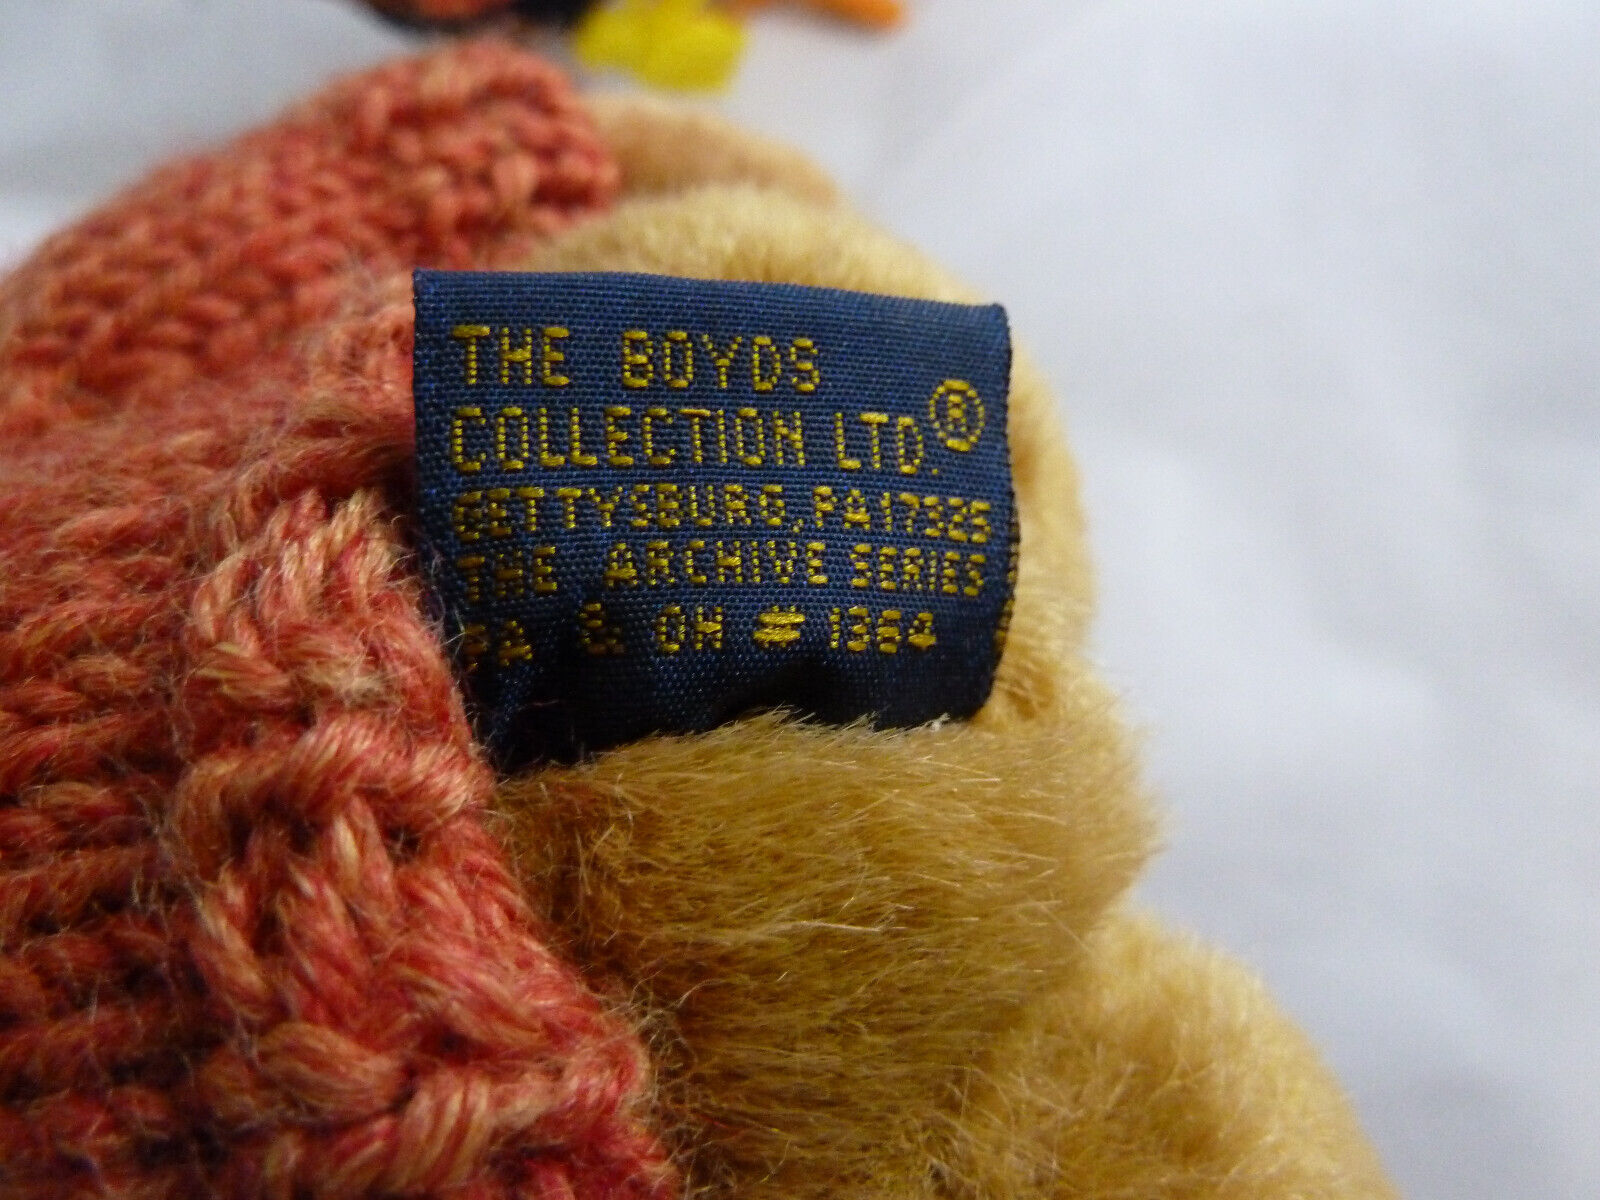 THE BOYDS
COLLECTION LTD.®
GETTYSBURG, PA 17325
THE ARCHIVE SERIES
PA & OH # 1364